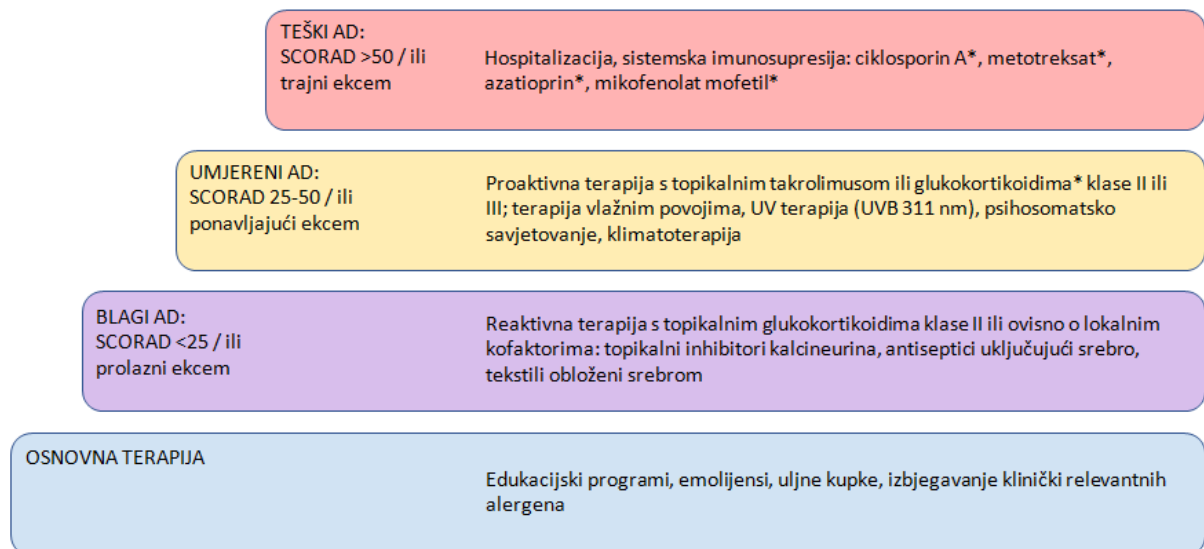 TEŠKI AD:
SCORAD >50 / ili
trajni ekcem
Hospitalizacija, sistemska imunosupresija: ciklosporin A*, metotreksat*,
azatioprin*, mikofenolat mofetil*
UMJERENI AD:
SCORAD 25-50 / ili
ponavljajući ekcem
Proaktivna terapija s topikalnim takrolimusom ili glukokortikoidima* klase II ili
III; terapija vlažnim povojima, UV terapija (UVB 311 nm), psihosomatsko
savjetovanje, klimatoterapija
BLAGI AD:
SCORAD <25 / ili
prolazni ekcem
Reaktivna terapija s topikalnim glukokortikoidima klase II ili ovisno o lokalnim
kofaktorima: topikalni inhibitori kalcineurina, antiseptici uključujući srebro,
tekstili obloženi srebrom
OSNOVNA TERAPIJA
Edukacijski programi, emolijensi, uljne kupke, izbjegavanje klinički relevantnih
alergena